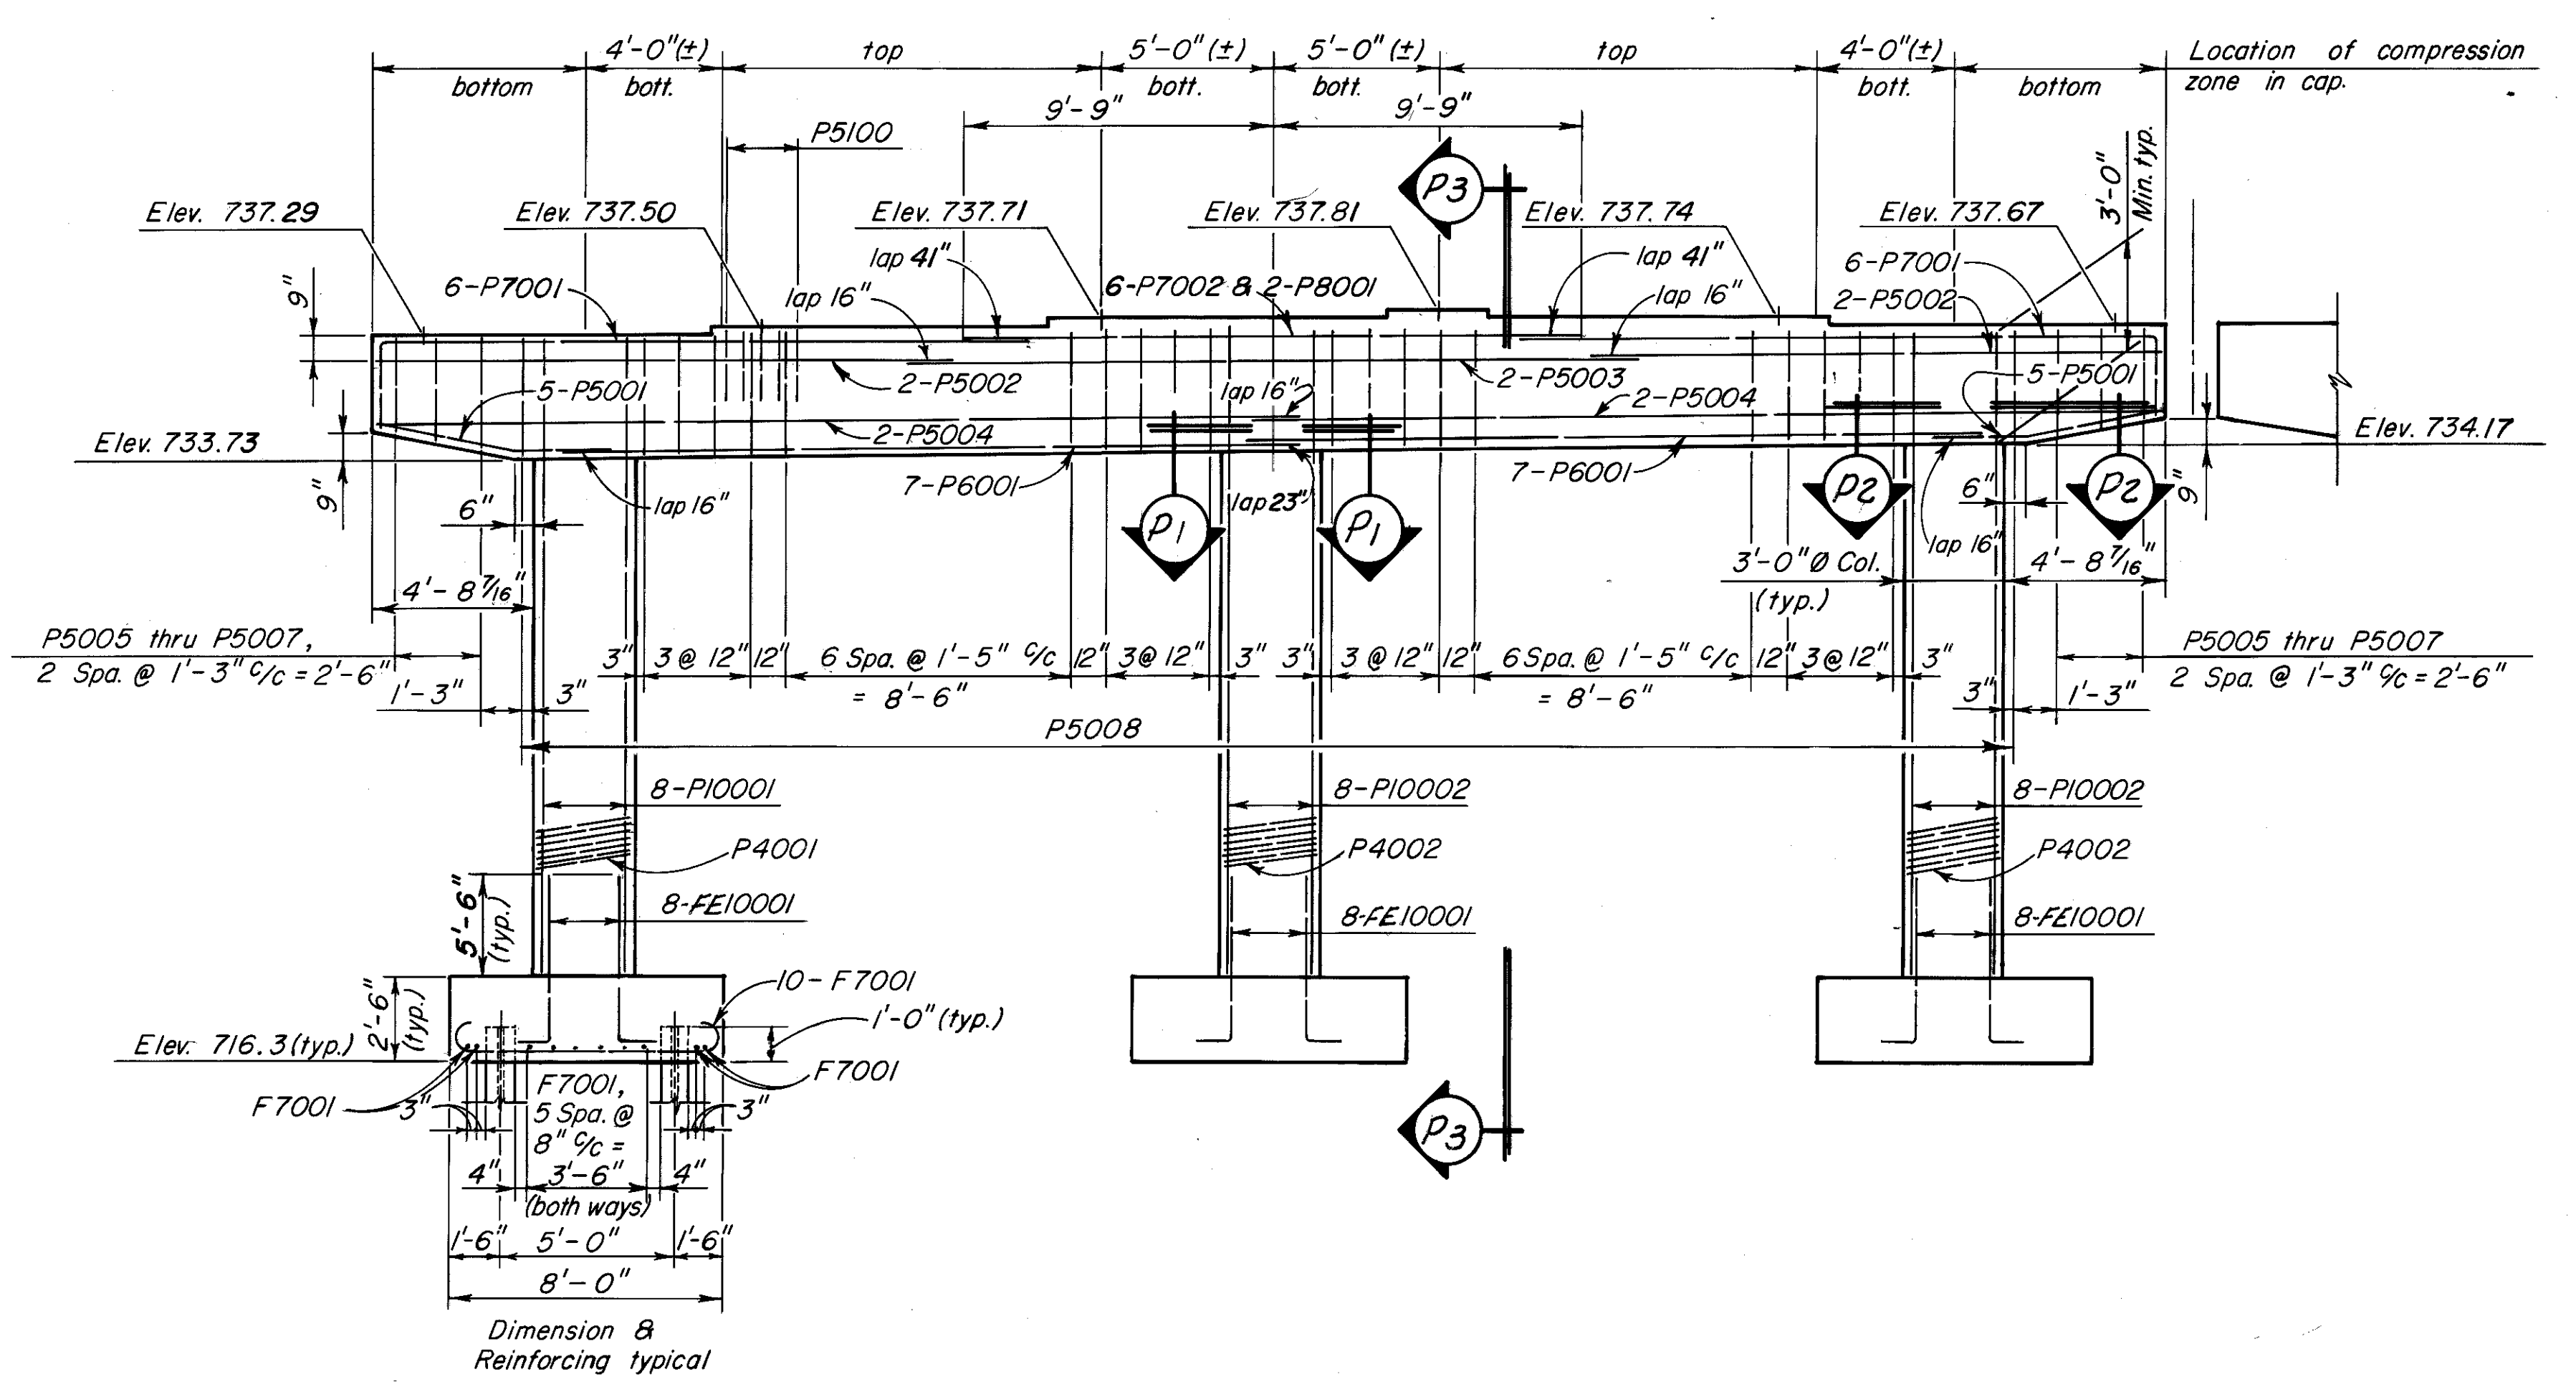 4'-0"(±) top 5'-0"(±) 5'-0"(±) top 4'-0"(±) Location of compression
bottom bott. bott. bott. bott. bottom zone in cap.
9'-9" 9'-9"
P5100
P3
3'-0"
Min. typ.
Elev. 737.29 Elev. 737.50 Elev. 737.71 Elev. 737.81 Elev. 737.74 Elev. 737.67
lap 41" lap 41"
9" 6-P7001 lap 16" 6-P7002 & 2-P8001 lap 16" 6-P7001
2-P5002
5-P5001 2-P5002 2-P5003 5-P5001
lap 16" 2-P5004
2-P5004
Elev. 733.73 Elev. 734.17
9" 7-P6001 7-P6001 9"
lap 16" lap 23"
6" P1 P1 P2 6" P2
lap 16"
3'-0" Ø Col.
(typ.)
4'-8 7/16" 4'-8 7/16"
P5005 thru P5007,
2 Spa. @ 1'-3" c/c = 2'-6"
3" 3 @ 12" 12" 6 Spa. @ 1'-5" c/c 12" 3 @ 12" 3" 3" 3 @ 12" 12" 6 Spa. @ 1'-5" c/c 12" 3 @ 12" 3"
= 8'-6" = 8'-6"
P5005 thru P5007
2 Spa. @ 1'-3" c/c = 2'-6"
1'-3" 3" 3" 1'-3"
P5008
8-P10001 8-P10002 8-P10002
P4001 P4002 P4002
5'-6"
(typ.)
8-FE10001 8-FE10001 8-FE10001
2'-6"
(typ.)
10-F7001
1'-0" (typ.)
Elev. 716.3 (typ.)
F7001
F7001 3" 3"
F7001,
5 Spa. @
8" c/c =
4" 3'-6" 4"
(both ways)
P3
1'-6" 5'-0" 1'-6"
8'-0"
Dimension &
Reinforcing typical